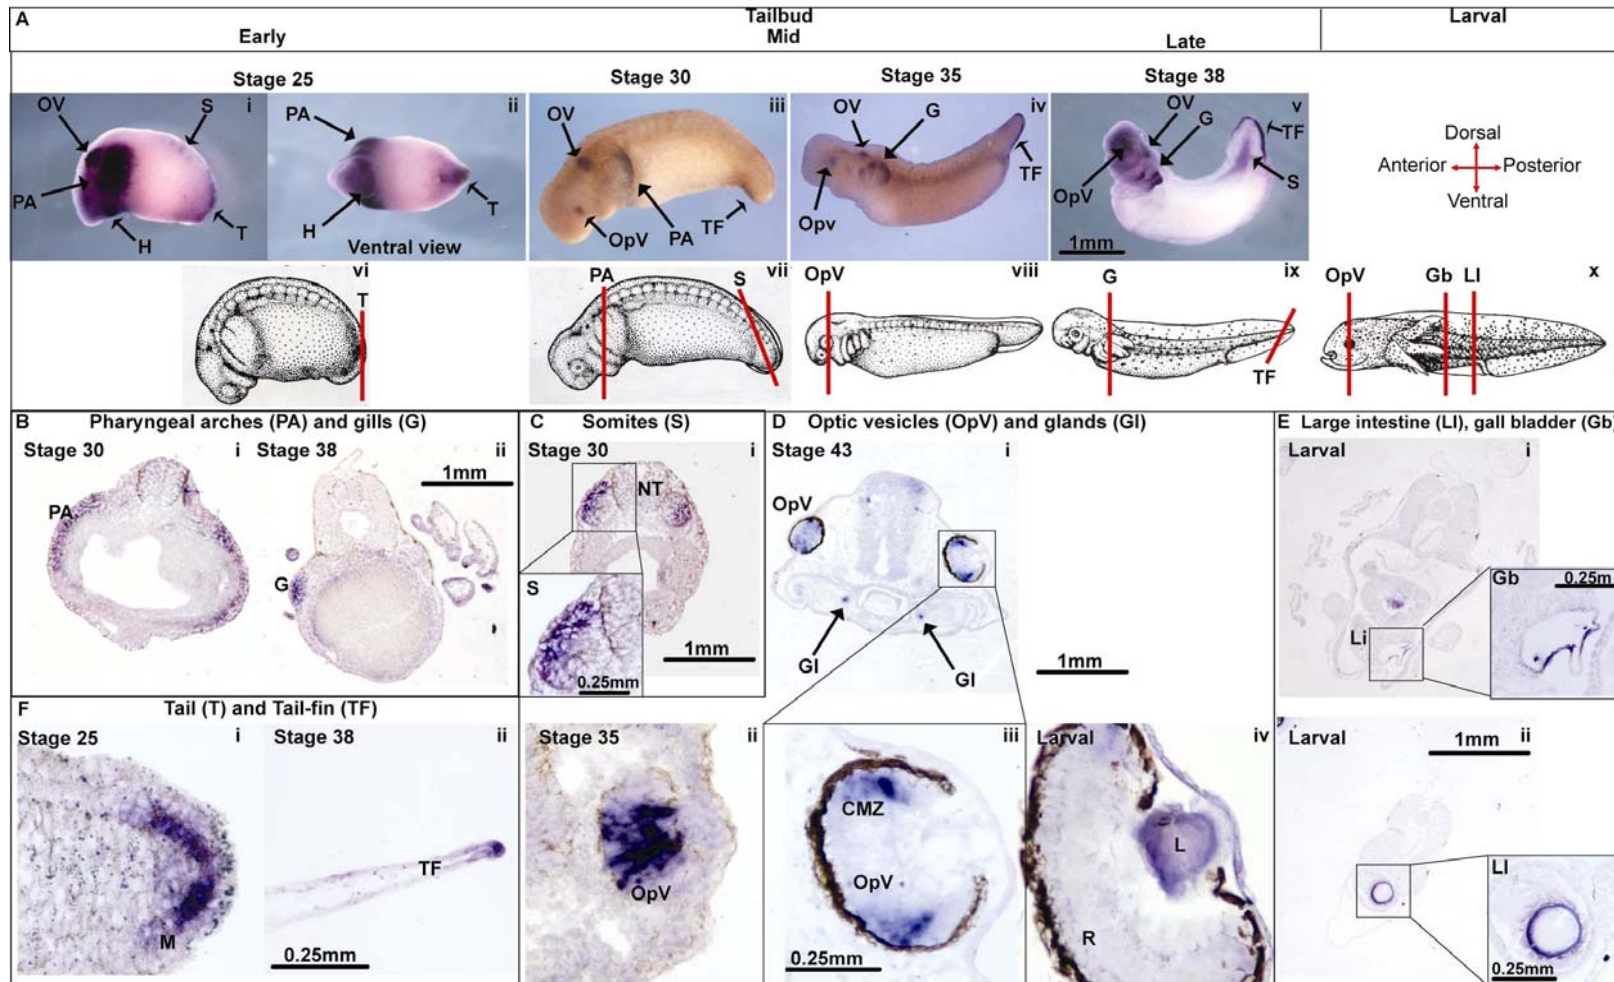 A
Tailbud
Early Mid Late
Larval
Stage 25 Stage 30 Stage 35 Stage 38
OV S i
PA
H T
PA ii
H T
Ventral view
OV iii
OpV PA TF
OV G iv
Opv TF
OV G v
TF
OpV S
1mm
Dorsal
Anterior Posterior
Ventral
vi
T
PA S vii
OpV viii
G ix
TF
OpV Gb LI x
B Pharyngeal arches (PA) and gills (G)
Stage 30 i Stage 38 ii
1mm
PA
G
C Somites (S)
Stage 30 i
NT
S
1mm
0.25mm
D Optic vesicles (OpV) and glands (GI)
Stage 43 i
OpV
GI GI
1mm
E Large intestine (LI), gall bladder (Gb)
Larval i
Gb 0.25m
Li
F Tail (T) and Tail-fin (TF)
Stage 25 i Stage 38 ii
TF
M
0.25mm
Stage 35 ii
OpV
iii
CMZ
OpV
0.25mm
Larval iv
L
R
Larval ii
1mm
LI
0.25mm